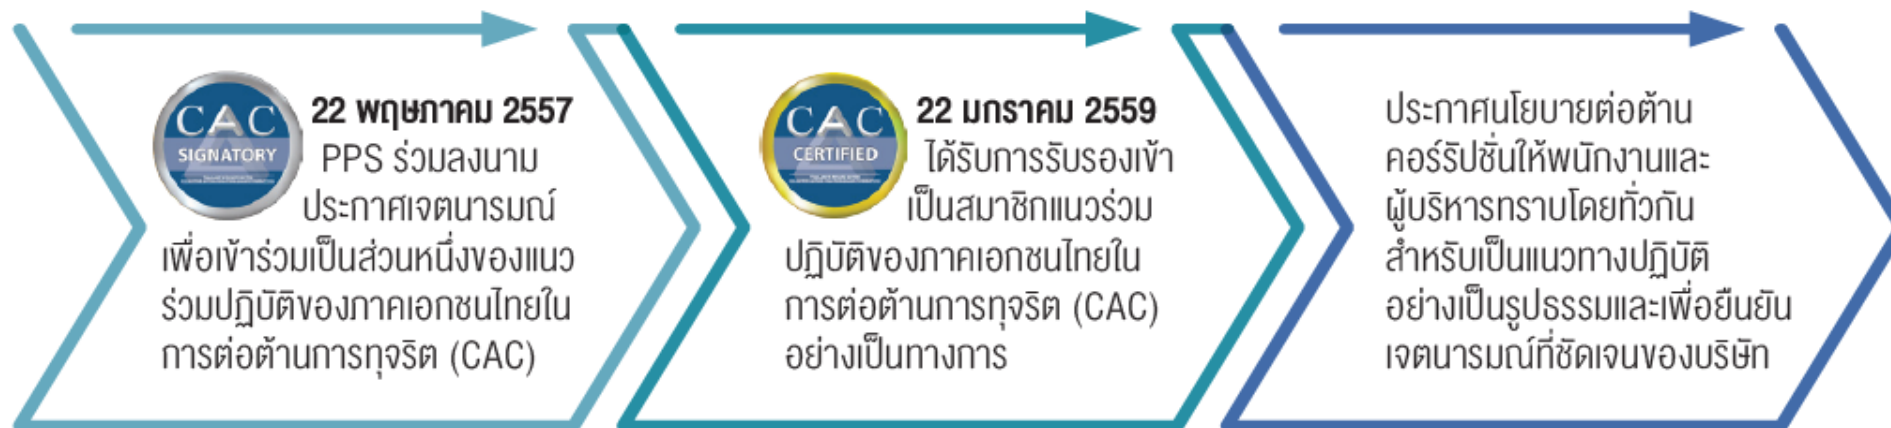 CAC
SIGNATORY
22 พฤษภาคม 2557
PPS ร่วมลงนาม
ประกาศเจตนารมณ์
เพื่อเข้าร่วมเป็นส่วนหนึ่งของแนว
ร่วมปฏิบัติของภาคเอกชนไทยใน
การต่อต้านการทุจริต (CAC)
CAC
CERTIFIED
22 มกราคม 2559
ได้รับการรับรองเข้า
เป็นสมาชิกแนวร่วม
ปฏิบัติของภาคเอกชนไทยใน
การต่อต้านการทุจริต (CAC)
อย่างเป็นทางการ
ประกาศนโยบายต่อต้าน
คอร์รัปชั่นให้พนักงานและ
ผู้บริหารทราบโดยทั่วกัน
สำหรับเป็นแนวทางปฏิบัติ
อย่างเป็นรูปธรรมและเพื่อยืนยัน
เจตนารมณ์ที่ชัดเจนของบริษัท